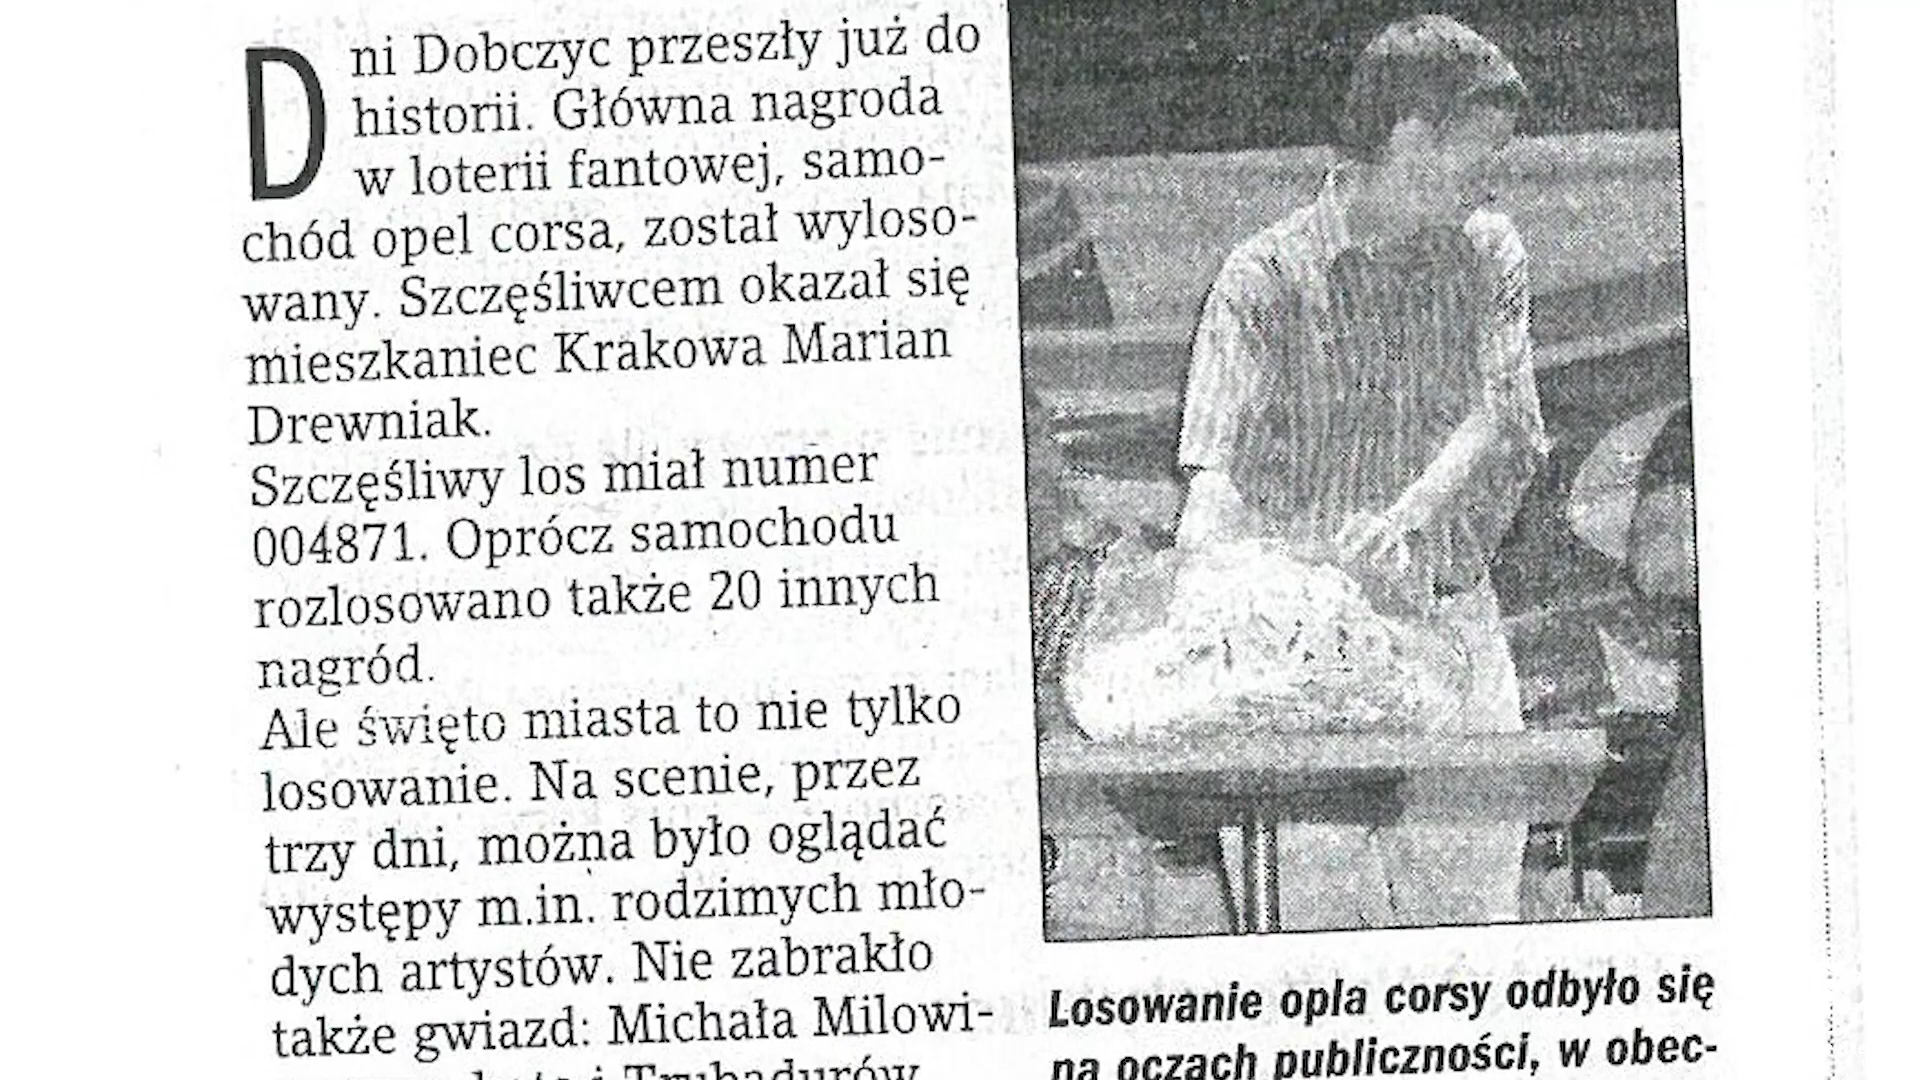 Dni Dobczyc przeszły już do
historii. Główna nagroda
w loterii fantowej, samo-
chód opel corsa, został wyloso-
wany. Szczęśliwcem okazał się
mieszkaniec Krakowa Marian
Drewniak.
Szczęśliwy los miał numer
004871. Oprócz samochodu
rozlosowano także 20 innych
nagród.
Ale święto miasta to nie tylko
losowanie. Na scenie, przez
trzy dni, można było oglądać
występy m.in. rodzimych mło-
dych artystów. Nie zabrakło
także gwiazd: Michała Milowi-
i Trubadurów
Losowanie opla corsy odbyło się
na oczach publiczności, w obec-